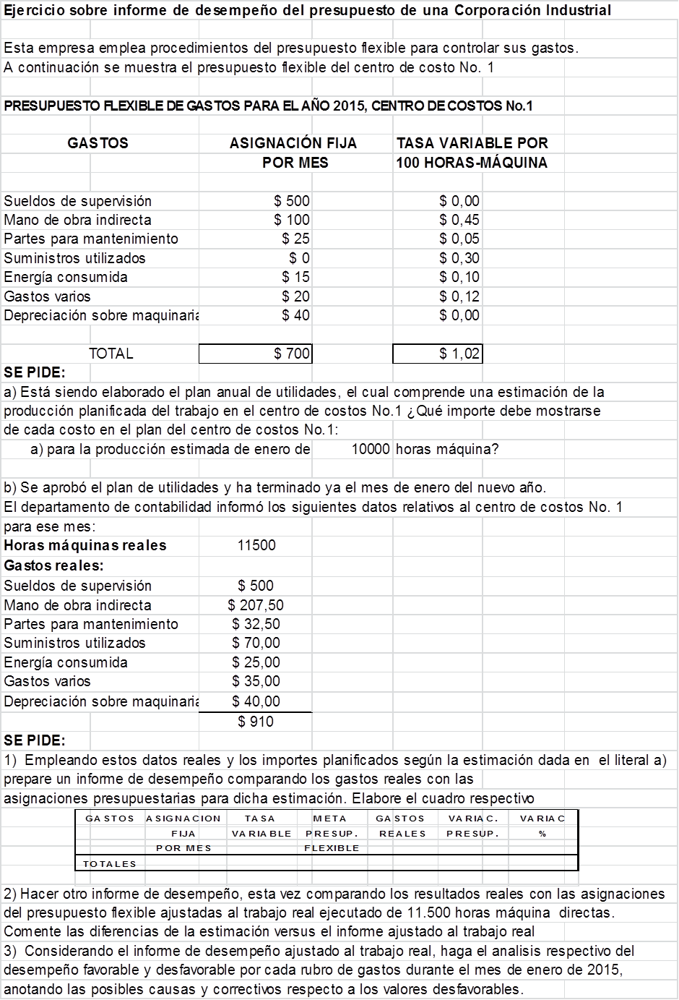 Ejercicio sobre informe de desempeño del presupuesto de una Corporación Industrial
Esta empresa emplea procedimientos del presupuesto flexible para controlar sus gastos.
A continuación se muestra el presupuesto flexible del centro de costo No. 1
PRESUPUESTO FLEXIBLE DE GASTOS PARA EL AÑO 2015, CENTRO DE COSTOS No.1
GASTOS ASIGNACIÓN FIJA TASA VARIABLE POR
POR MES 100 HORAS-MÁQUINA
Sueldos de supervisión $ 500 $ 0,00
Mano de obra indirecta $ 100 $ 0,45
Partes para mantenimiento $ 25 $ 0,05
Suministros utilizados $ 0 $ 0,30
Energía consumida $ 15 $ 0,10
Gastos varios $ 20 $ 0,12
Depreciación sobre maquinaria $ 40 $ 0,00
TOTAL $ 700 $ 1,02
SE PIDE:
a) Está siendo elaborado el plan anual de utilidades, el cual comprende una estimación de la
producción planificada del trabajo en el centro de costos No.1 ¿Qué importe debe mostrarse
de cada costo en el plan del centro de costos No.1:
a) para la producción estimada de enero de 10000 horas máquina?
b) Se aprobó el plan de utilidades y ha terminado ya el mes de enero del nuevo año.
El departamento de contabilidad informó los siguientes datos relativos al centro de costos No. 1
para ese mes:
Horas máquinas reales 11500
Gastos reales:
Sueldos de supervisión $ 500
Mano de obra indirecta $ 207,50
Partes para mantenimiento $ 32,50
Suministros utilizados $ 70,00
Energía consumida $ 25,00
Gastos varios $ 35,00
Depreciación sobre maquinaria $ 40,00
$ 910
SE PIDE:
1) Empleando estos datos reales y los importes planificados según la estimación dada en el literal a)
prepare un informe de desempeño comparando los gastos reales con las
asignaciones presupuestarias para dicha estimación. Elabore el cuadro respectivo
GASTOS ASIGNACION TASA META GASTOS VARIAC. VARIAC
FIJA VARIABLE PRESUP. REALES PRESUP. %
POR MES FLEXIBLE
TOTALES
2) Hacer otro informe de desempeño, esta vez comparando los resultados reales con las asignaciones
del presupuesto flexible ajustadas al trabajo real ejecutado de 11.500 horas máquina directas.
Comente las diferencias de la estimación versus el informe ajustado al trabajo real
3) Considerando el informe de desempeño ajustado al trabajo real, haga el analisis respectivo del
desempeño favorable y desfavorable por cada rubro de gastos durante el mes de enero de 2015,
anotando las posibles causas y correctivos respecto a los valores desfavorables.